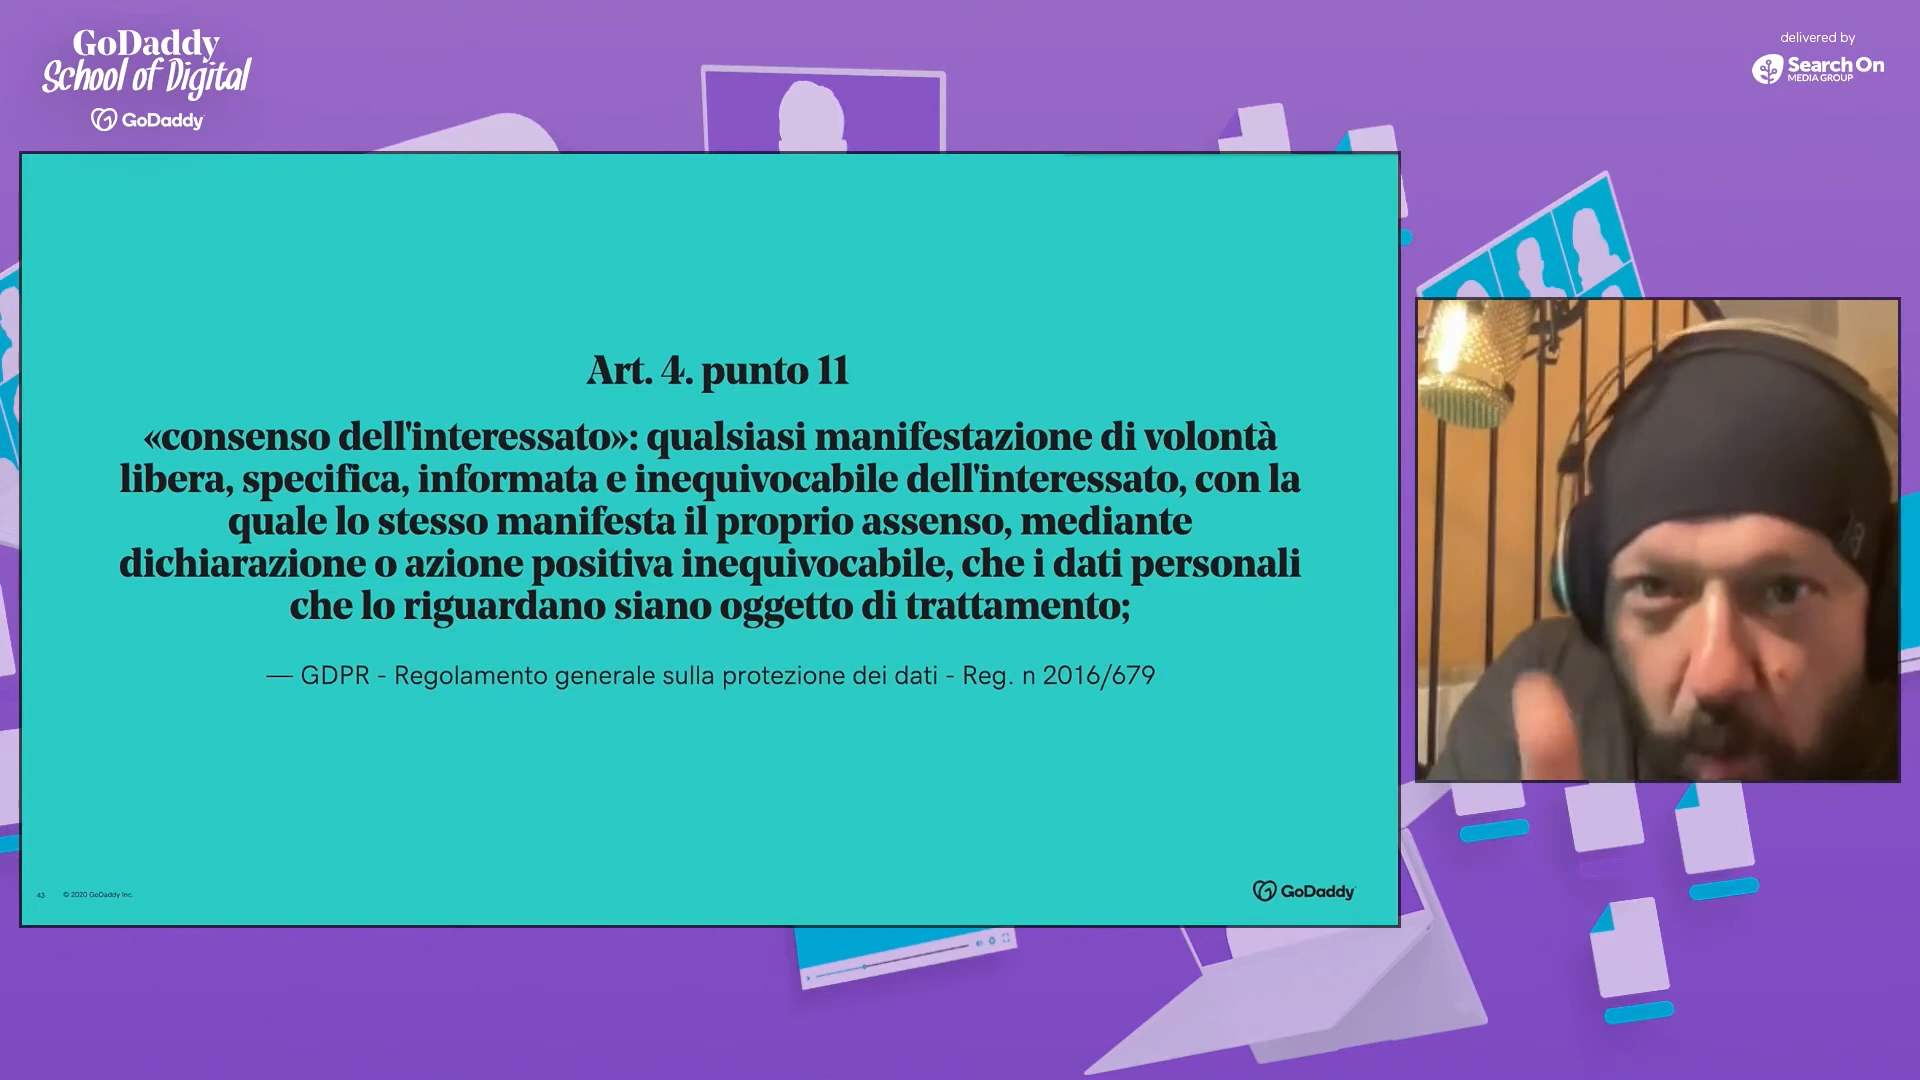 GoDaddy
School of Digital
GoDaddy
delivered by
Search On
MEDIA GROUP
Art. 4. punto 11
«consenso dell'interessato»: qualsiasi manifestazione di volontà
libera, specifica, informata e inequivocabile dell'interessato, con la
quale lo stesso manifesta il proprio assenso, mediante
dichiarazione o azione positiva inequivocabile, che i dati personali
che lo riguardano siano oggetto di trattamento;
— GDPR - Regolamento generale sulla protezione dei dati - Reg. n 2016/679
43
© 2020 GoDaddy Inc.
GoDaddy